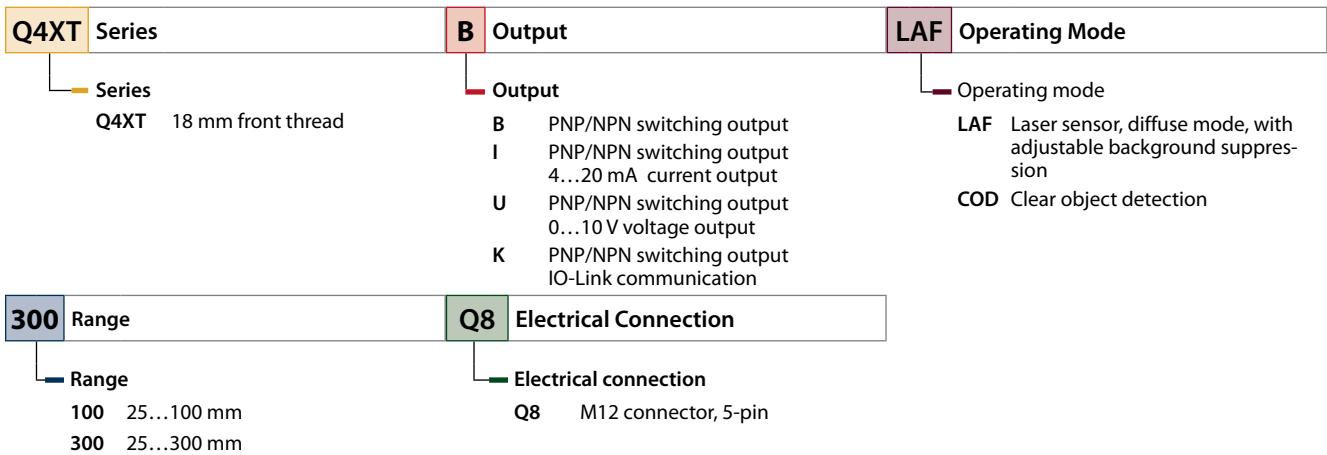 Q4XT Series
Series
Q4XT 18 mm front thread
B Output
Output
B PNP/NPN switching output
I PNP/NPN switching output
4…20 mA current output
U PNP/NPN switching output
0…10 V voltage output
K PNP/NPN switching output
IO-Link communication
LAF Operating Mode
Operating mode
LAF Laser sensor, diffuse mode, with
adjustable background suppres-
sion
COD Clear object detection
300 Range
Range
100 25…100 mm
300 25…300 mm
Q8 Electrical Connection
Electrical connection
Q8 M12 connector, 5-pin